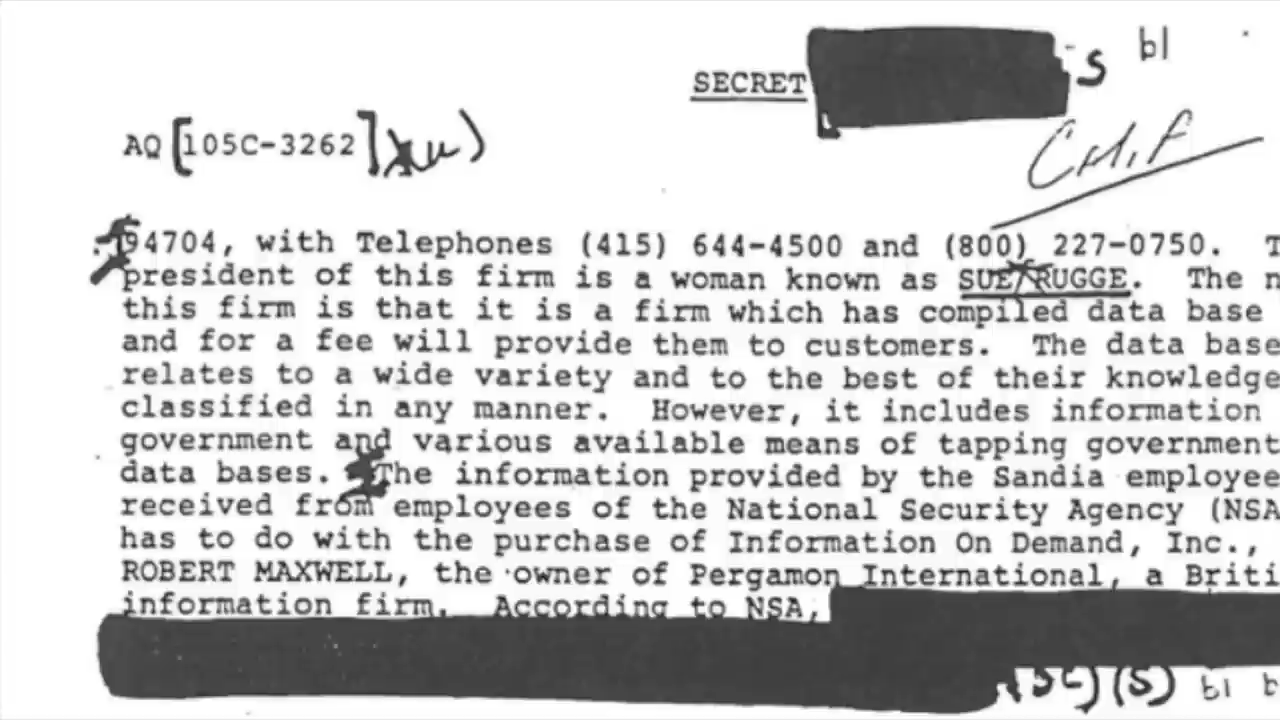 SECRET S b1
AQ [105C-3262]
Calif
94704, with Telephones (415) 644-4500 and (800) 227-0750. T
president of this firm is a woman known as SUE RUGGE. The n
this firm is that it is a firm which has compiled data base
and for a fee will provide them to customers. The data base
relates to a wide variety and to the best of their knowledge
classified in any manner. However, it includes information
government and various available means of tapping government
data bases. The information provided by the Sandia employee
received from employees of the National Security Agency (NSA
has to do with the purchase of Information On Demand, Inc.,
ROBERT MAXWELL, the owner of Pergamon International, a Briti
information firm. According to NSA,
(S) b1 b